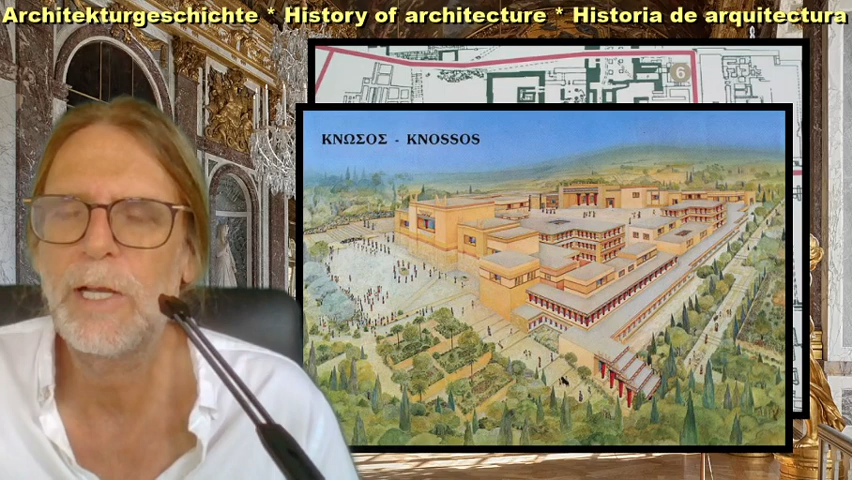 Architekturgeschichte * History of architecture * Historia de arquitectura
6
ΚΝΩΣΟΣ - KNOSSOS